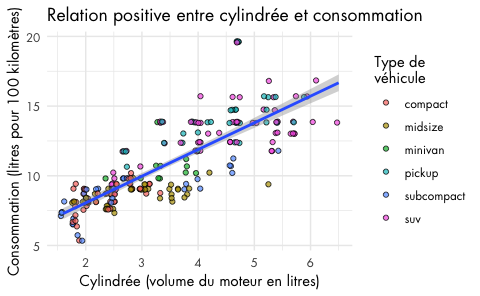 Relation positive entre cylindrée et consommation
Consommation (litres pour 100 kilomètres)
20
15
10
5
2
3
4
5
6
Cylindrée (volume du moteur en litres)
Type de
véhicule
compact
midsize
minivan
pickup
subcompact
suv